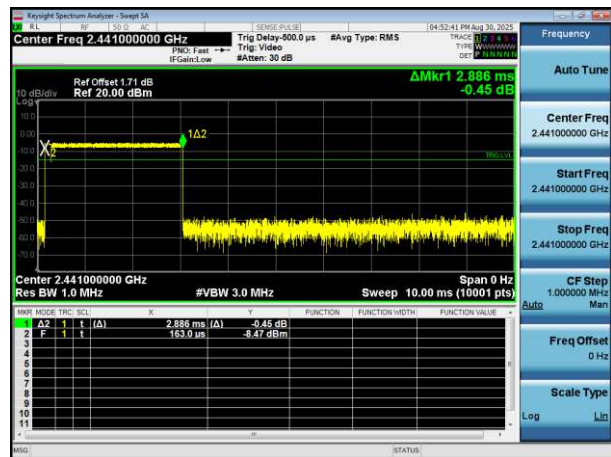 Keysight Spectrum Analyzer - Swept SA
RL RF 50 Ω AC SENSE:PULSE 04:52:41 PM Aug 30, 2025
Center Freq 2.441000000 GHz
PNO: Fast
IFGain:Low
Trig Delay-500.0 µs
Trig: Video
#Atten: 30 dB
#Avg Type: RMS
TRACE 1 2 3 4 5 6
TYPE WWWWWW
DET P NNNNN
Ref Offset 1.71 dB
10 dB/div Ref 20.00 dBm
Log
ΔMkr1 2.886 ms
-0.45 dB
10.0
0.00
-20.0
-30.0
-40.0
-50.0
-60.0
-70.0
X2
1Δ2
TRIG LVL
Center 2.441000000 GHz
Res BW 1.0 MHz
#VBW 3.0 MHz
Span 0 Hz
Sweep 10.00 ms (10001 pts)
MKR MODE TRC SCL X Y FUNCTION FUNCTION WIDTH FUNCTION VALUE
1 Δ2 1 t (Δ) 2.886 ms (Δ) -0.45 dB
2 F 1 t 163.0 µs -8.47 dBm
3
4
5
6
7
8
9
10
11
MSG
STATUS
Frequency
Auto Tune
Center Freq
2.441000000 GHz
Start Freq
2.441000000 GHz
Stop Freq
2.441000000 GHz
CF Step
1.000000 MHz
Auto Man
Freq Offset
0 Hz
Scale Type
Log Lin